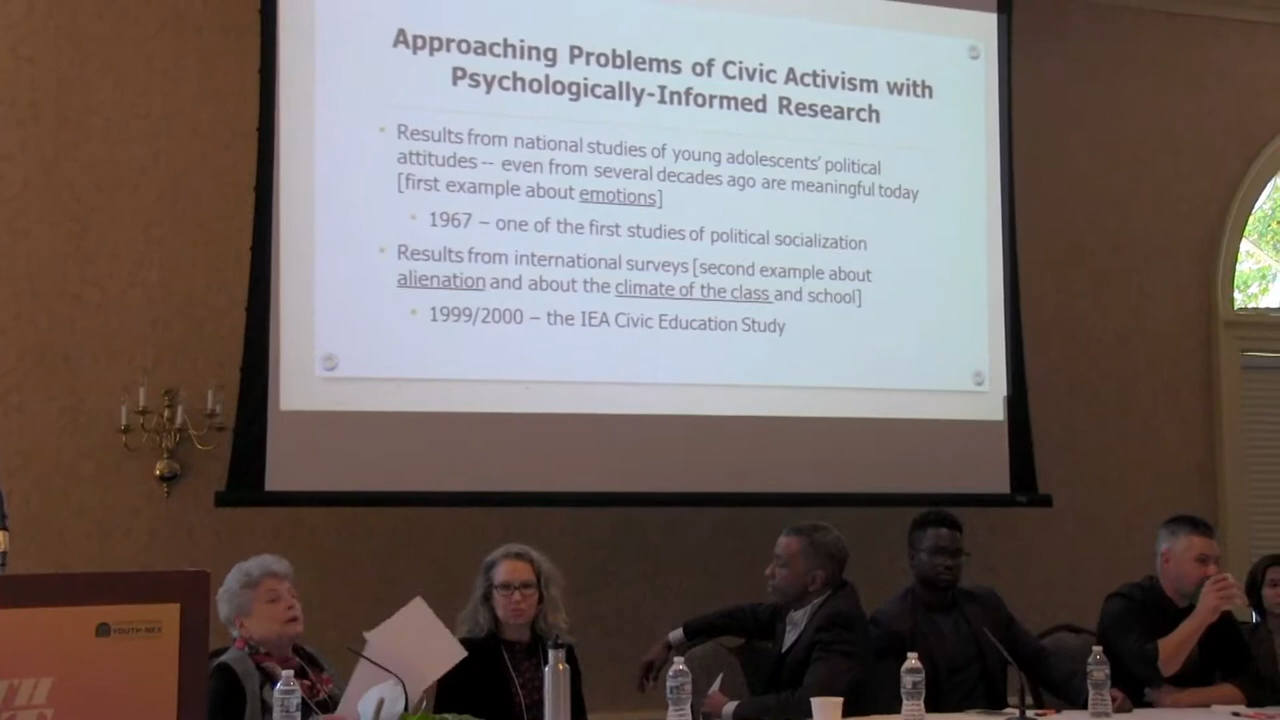 Approaching Problems of Civic Activism with
Psychologically-Informed Research
Results from national studies of young adolescents' political
attitudes -- even from several decades ago are meaningful today
[first example about emotions]
1967 – one of the first studies of political socialization
Results from international surveys [second example about
alienation and about the climate of the class and school]
1999/2000 – the IEA Civic Education Study
YOUTH-NEX
TH